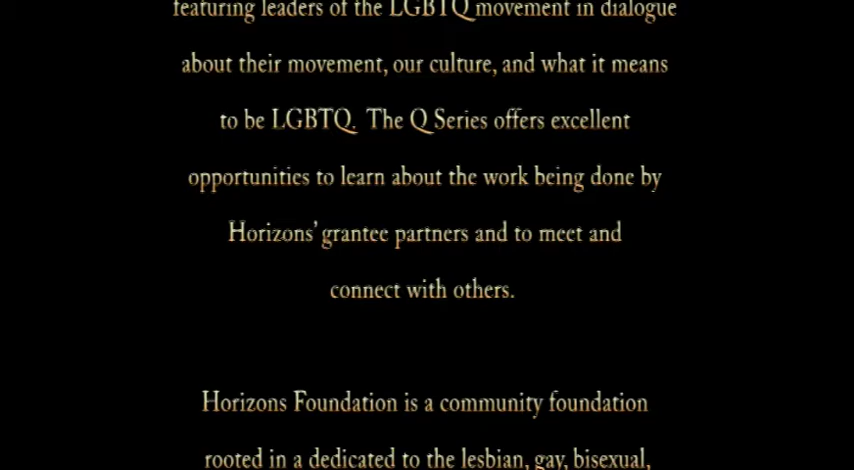 featuring leaders of the LGBTQ movement in dialogue
about their movement, our culture, and what it means
to be LGBTQ. The Q Series offers excellent
opportunities to learn about the work being done by
Horizons' grantee partners and to meet and
connect with others.
Horizons Foundation is a community foundation
rooted in a dedicated to the lesbian, gay, bisexual,